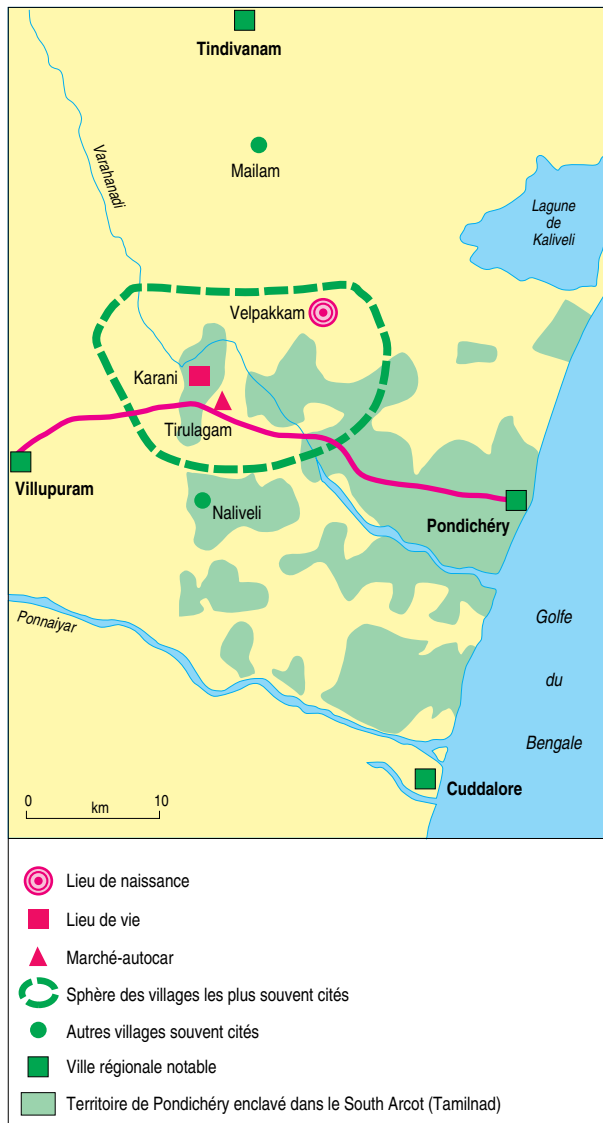 Tindivanam
Mailam
Varahanadi
Lagune
de
Kaliveli
Velpakkam
Karani
Tirulagam
Villupuram
Naliveli
Pondichéry
Ponnaiyar
Golfe
du
Bengale
Cuddalore
0 10
km
Lieu de naissance
Lieu de vie
Marché-autocar
Sphère des villages les plus souvent cités
Autres villages souvent cités
Ville régionale notable
Territoire de Pondichéry enclavé dans le South Arcot (Tamilnad)